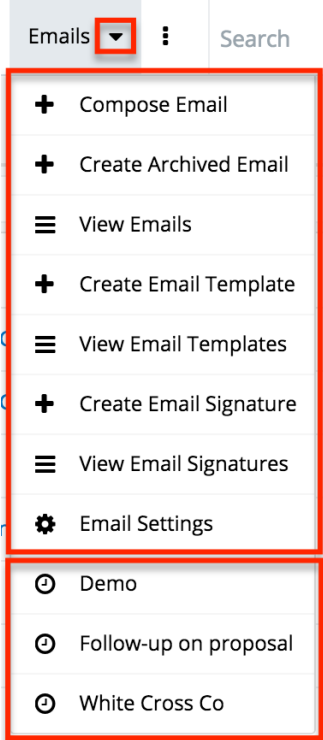 Emails
Search
Compose Email
Create Archived Email
View Emails
Create Email Template
View Email Templates
Create Email Signature
View Email Signatures
Email Settings
Demo
Follow-up on proposal
White Cross Co